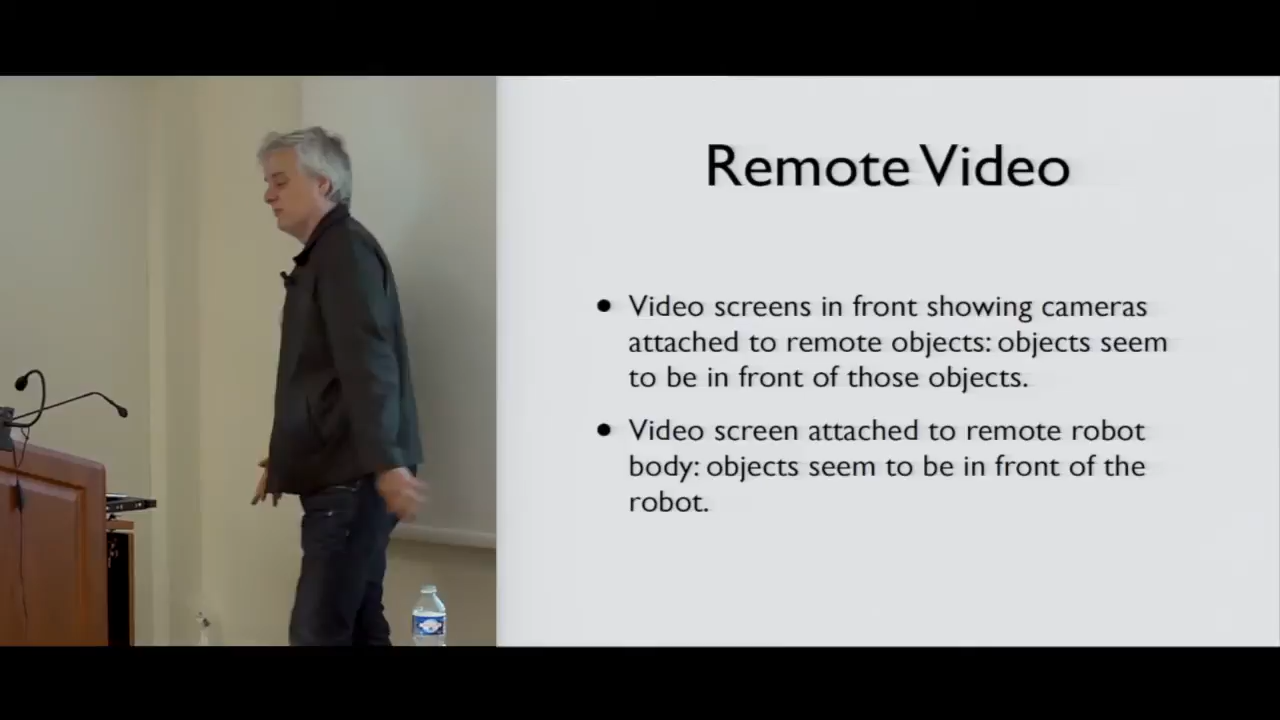 Remote Video
• Video screens in front showing cameras
attached to remote objects: objects seem
to be in front of those objects.
• Video screen attached to remote robot
body: objects seem to be in front of the
robot.